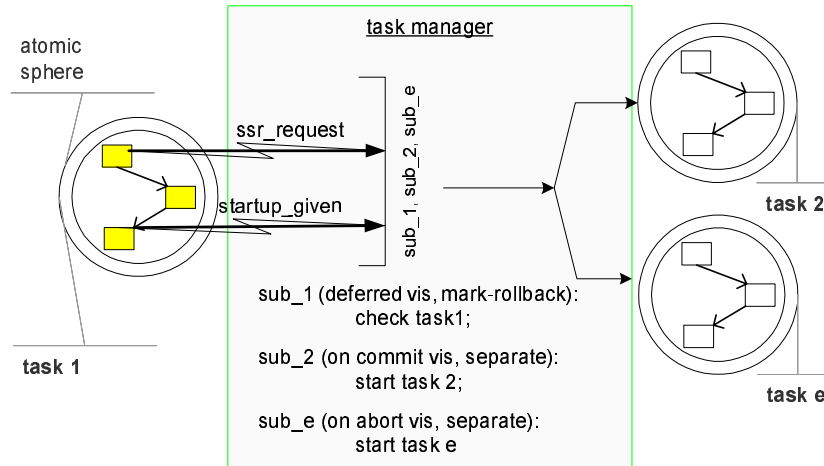 task manager
atomic
sphere
ssr_request
startup_given
sub_1, sub_2, sub_e
task 1
task 2
task e
sub_1 (deferred vis, mark-rollback):
check task1;
sub_2 (on commit vis, separate):
start task 2;
sub_e (on abort vis, separate):
start task e